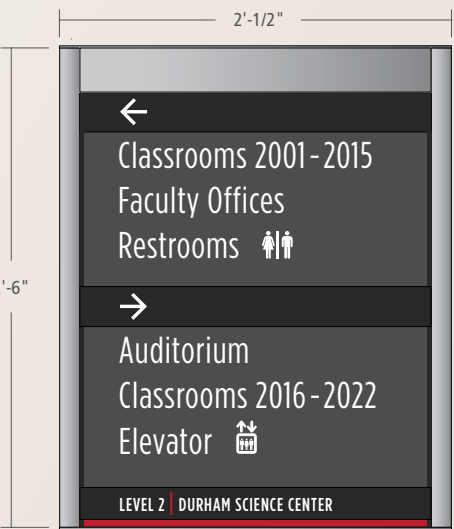 2'-1/2"
←
Classrooms 2001-2015
Faculty Offices
Restrooms
'-6"
→
Auditorium
Classrooms 2016-2022
Elevator
LEVEL 2 | DURHAM SCIENCE CENTER